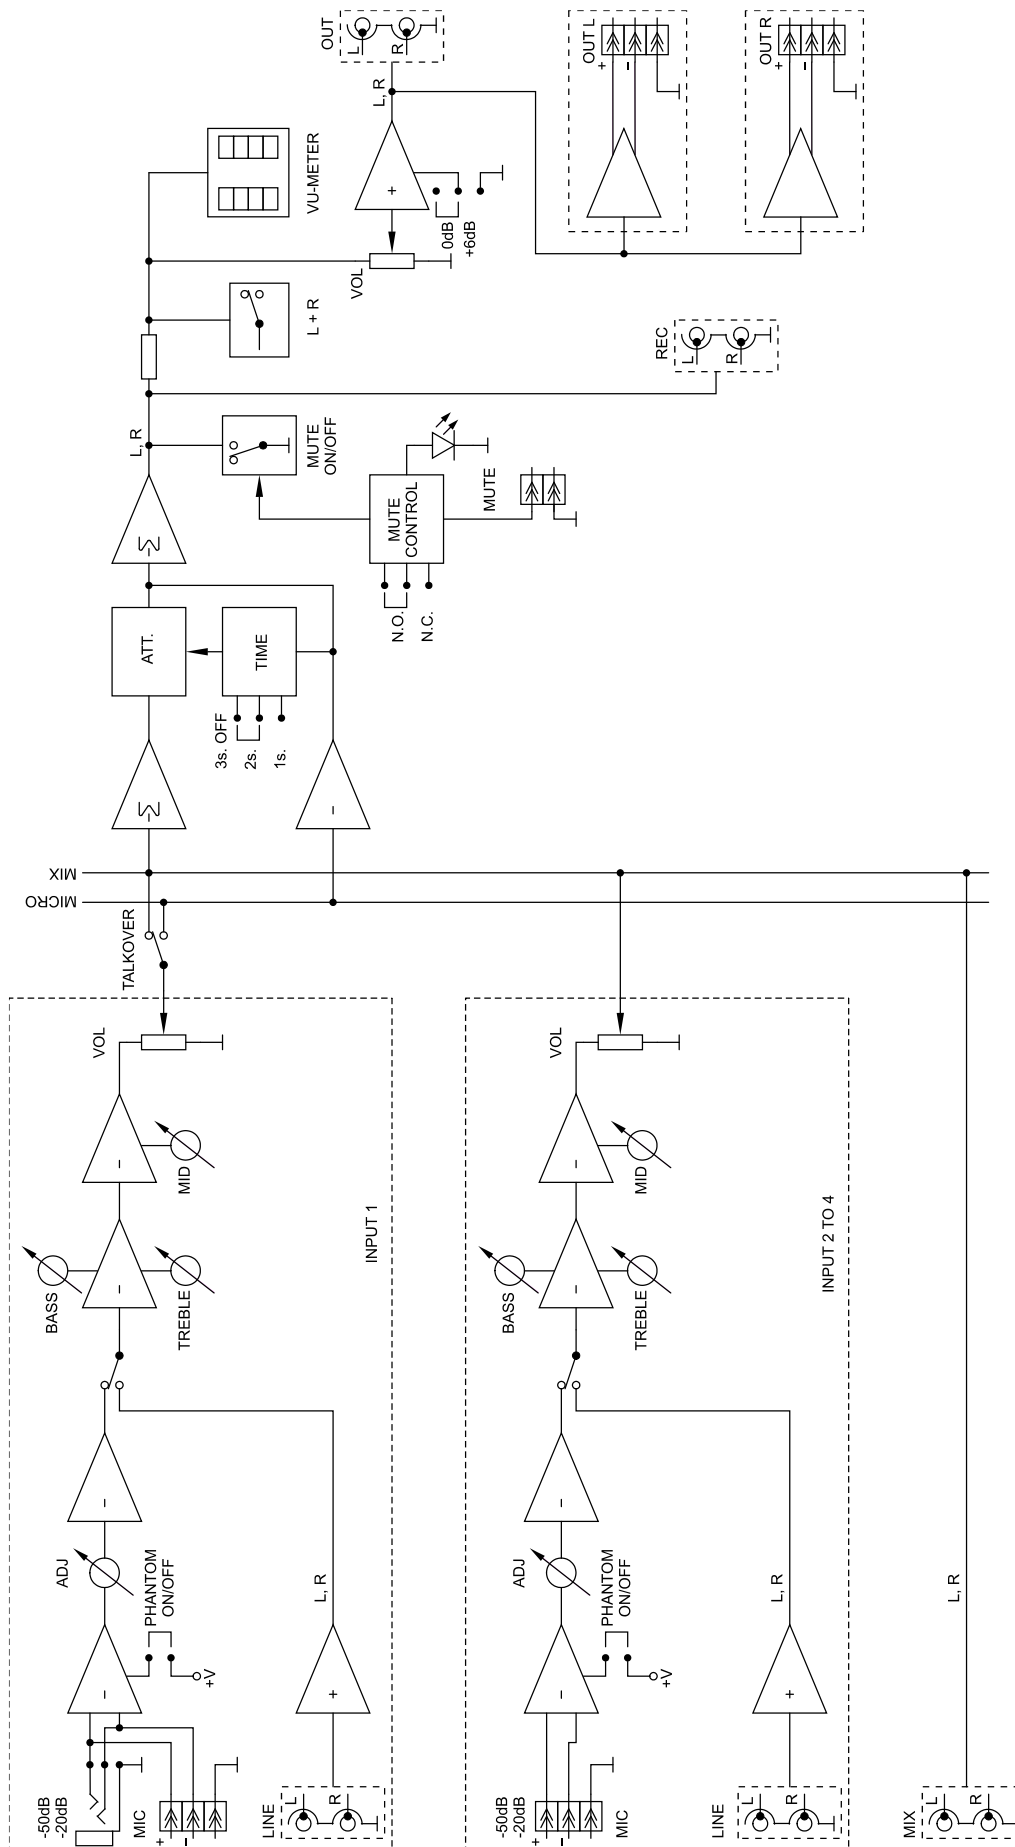 OUT
L
R
L, R
OUT L
+
-
OUT R
+
-
VU-METER
+
0dB
+6dB
VOL
L + R
REC
L
R
L, R
MUTE
ON/OFF
MUTE
CONTROL
MUTE
N.O.
N.C.
Σ
ATT.
TIME
3s. OFF
2s.
1s.
Σ
-
MIX
MICRO
TALKOVER
VOL
-
MID
BASS
-
TREBLE
INPUT 1
-
ADJ
PHANTOM
ON/OFF
-
+V
L, R
+
-50dB
-20dB
MIC
+
-
LINE
L
R
VOL
-
MID
BASS
-
TREBLE
INPUT 2 TO 4
-
ADJ
PHANTOM
ON/OFF
-
+V
L, R
+
-50dB
-20dB
MIC
+
-
LINE
L
R
L, R
MIX
L
R